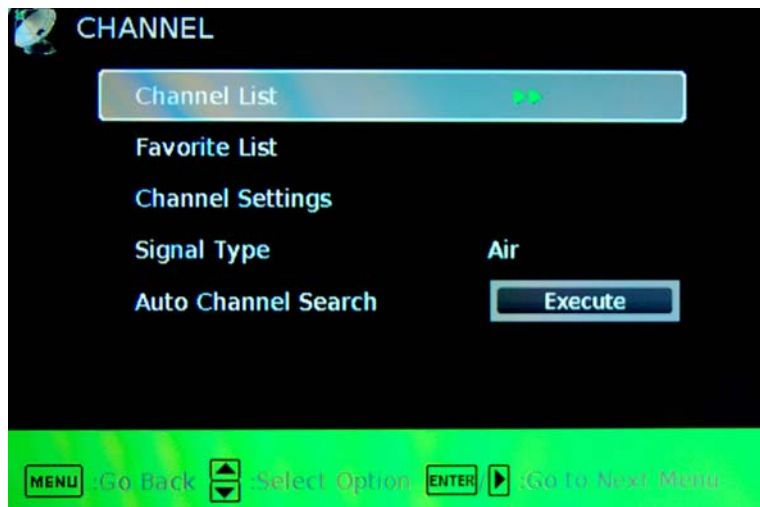 CHANNEL
Channel List
Favorite List
Channel Settings
Signal Type Air
Auto Channel Search Execute
MENU :Go Back :Select Option ENTER/ :Go to Next Menu